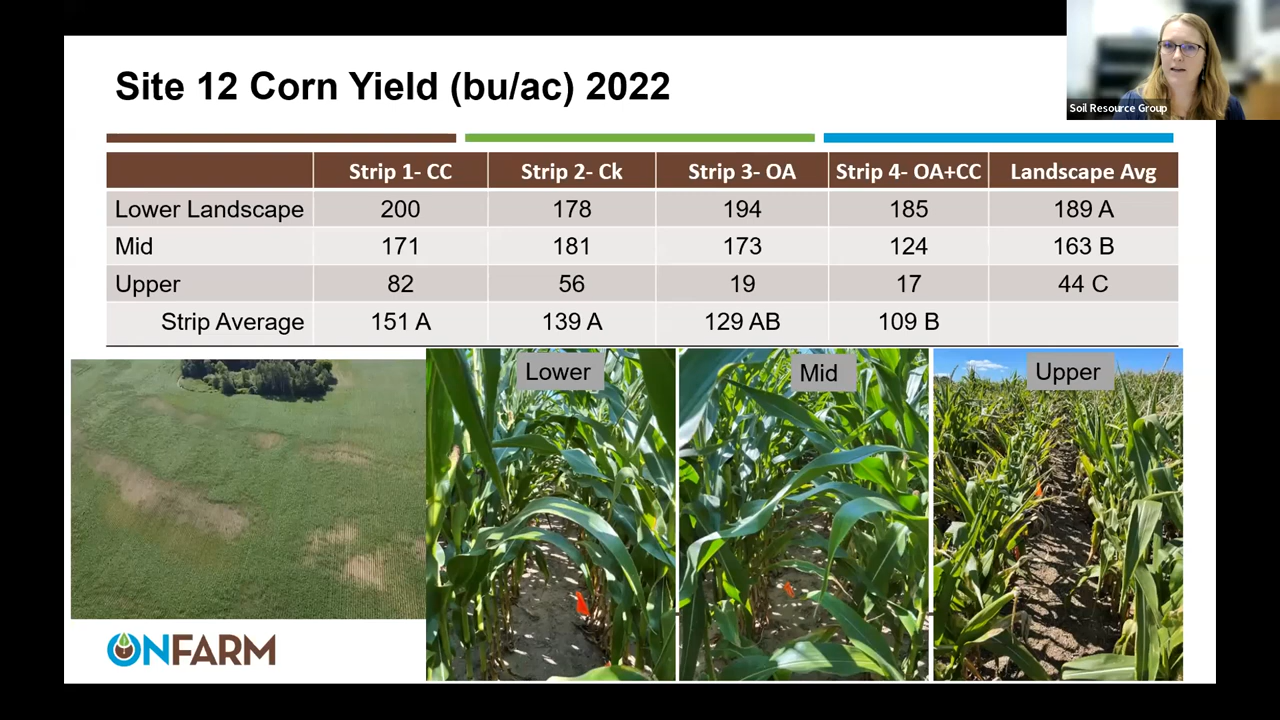 Site 12 Corn Yield (bu/ac) 2022
Soil Resource Group
Strip 1- CC Strip 2- Ck Strip 3- OA Strip 4- OA+CC Landscape Avg
Lower Landscape 200 178 194 185 189 A
Mid 171 181 173 124 163 B
Upper 82 56 19 17 44 C
Strip Average 151 A 139 A 129 AB 109 B
Lower Mid Upper
ONFARM